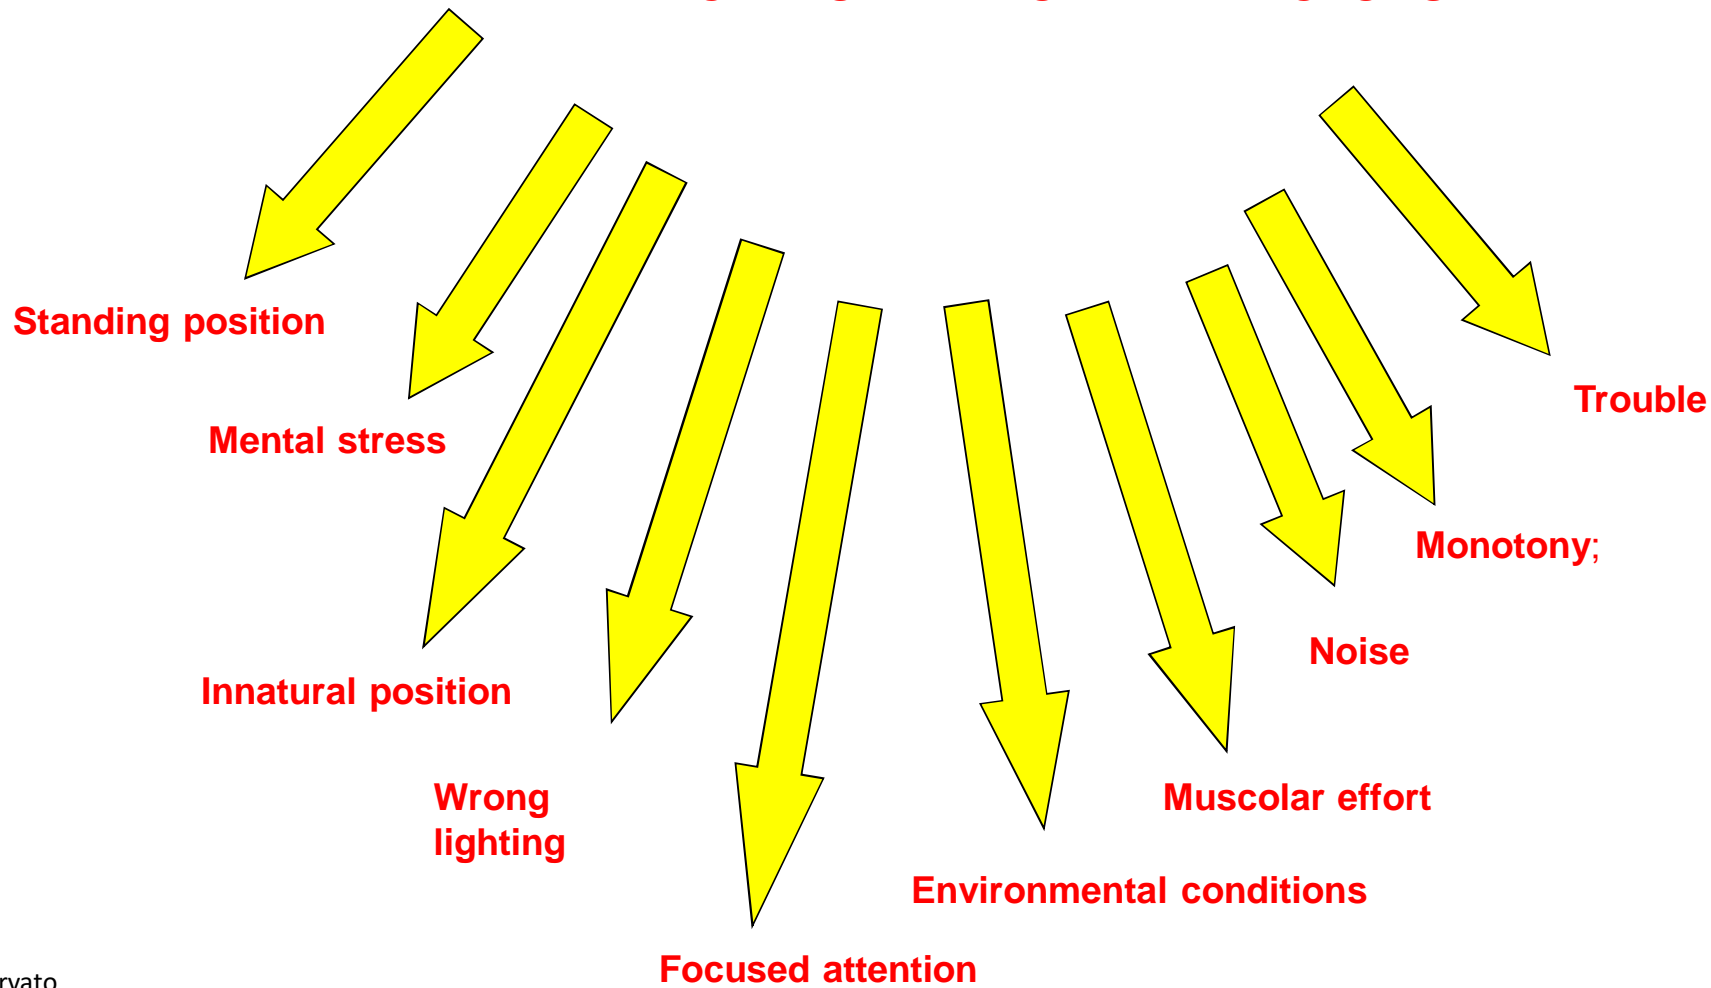 Standing position
Trouble
Mental stress
Monotony;
Noise
Innatural position
Wrong
lighting
Muscolar effort
Environmental conditions
Focused attention